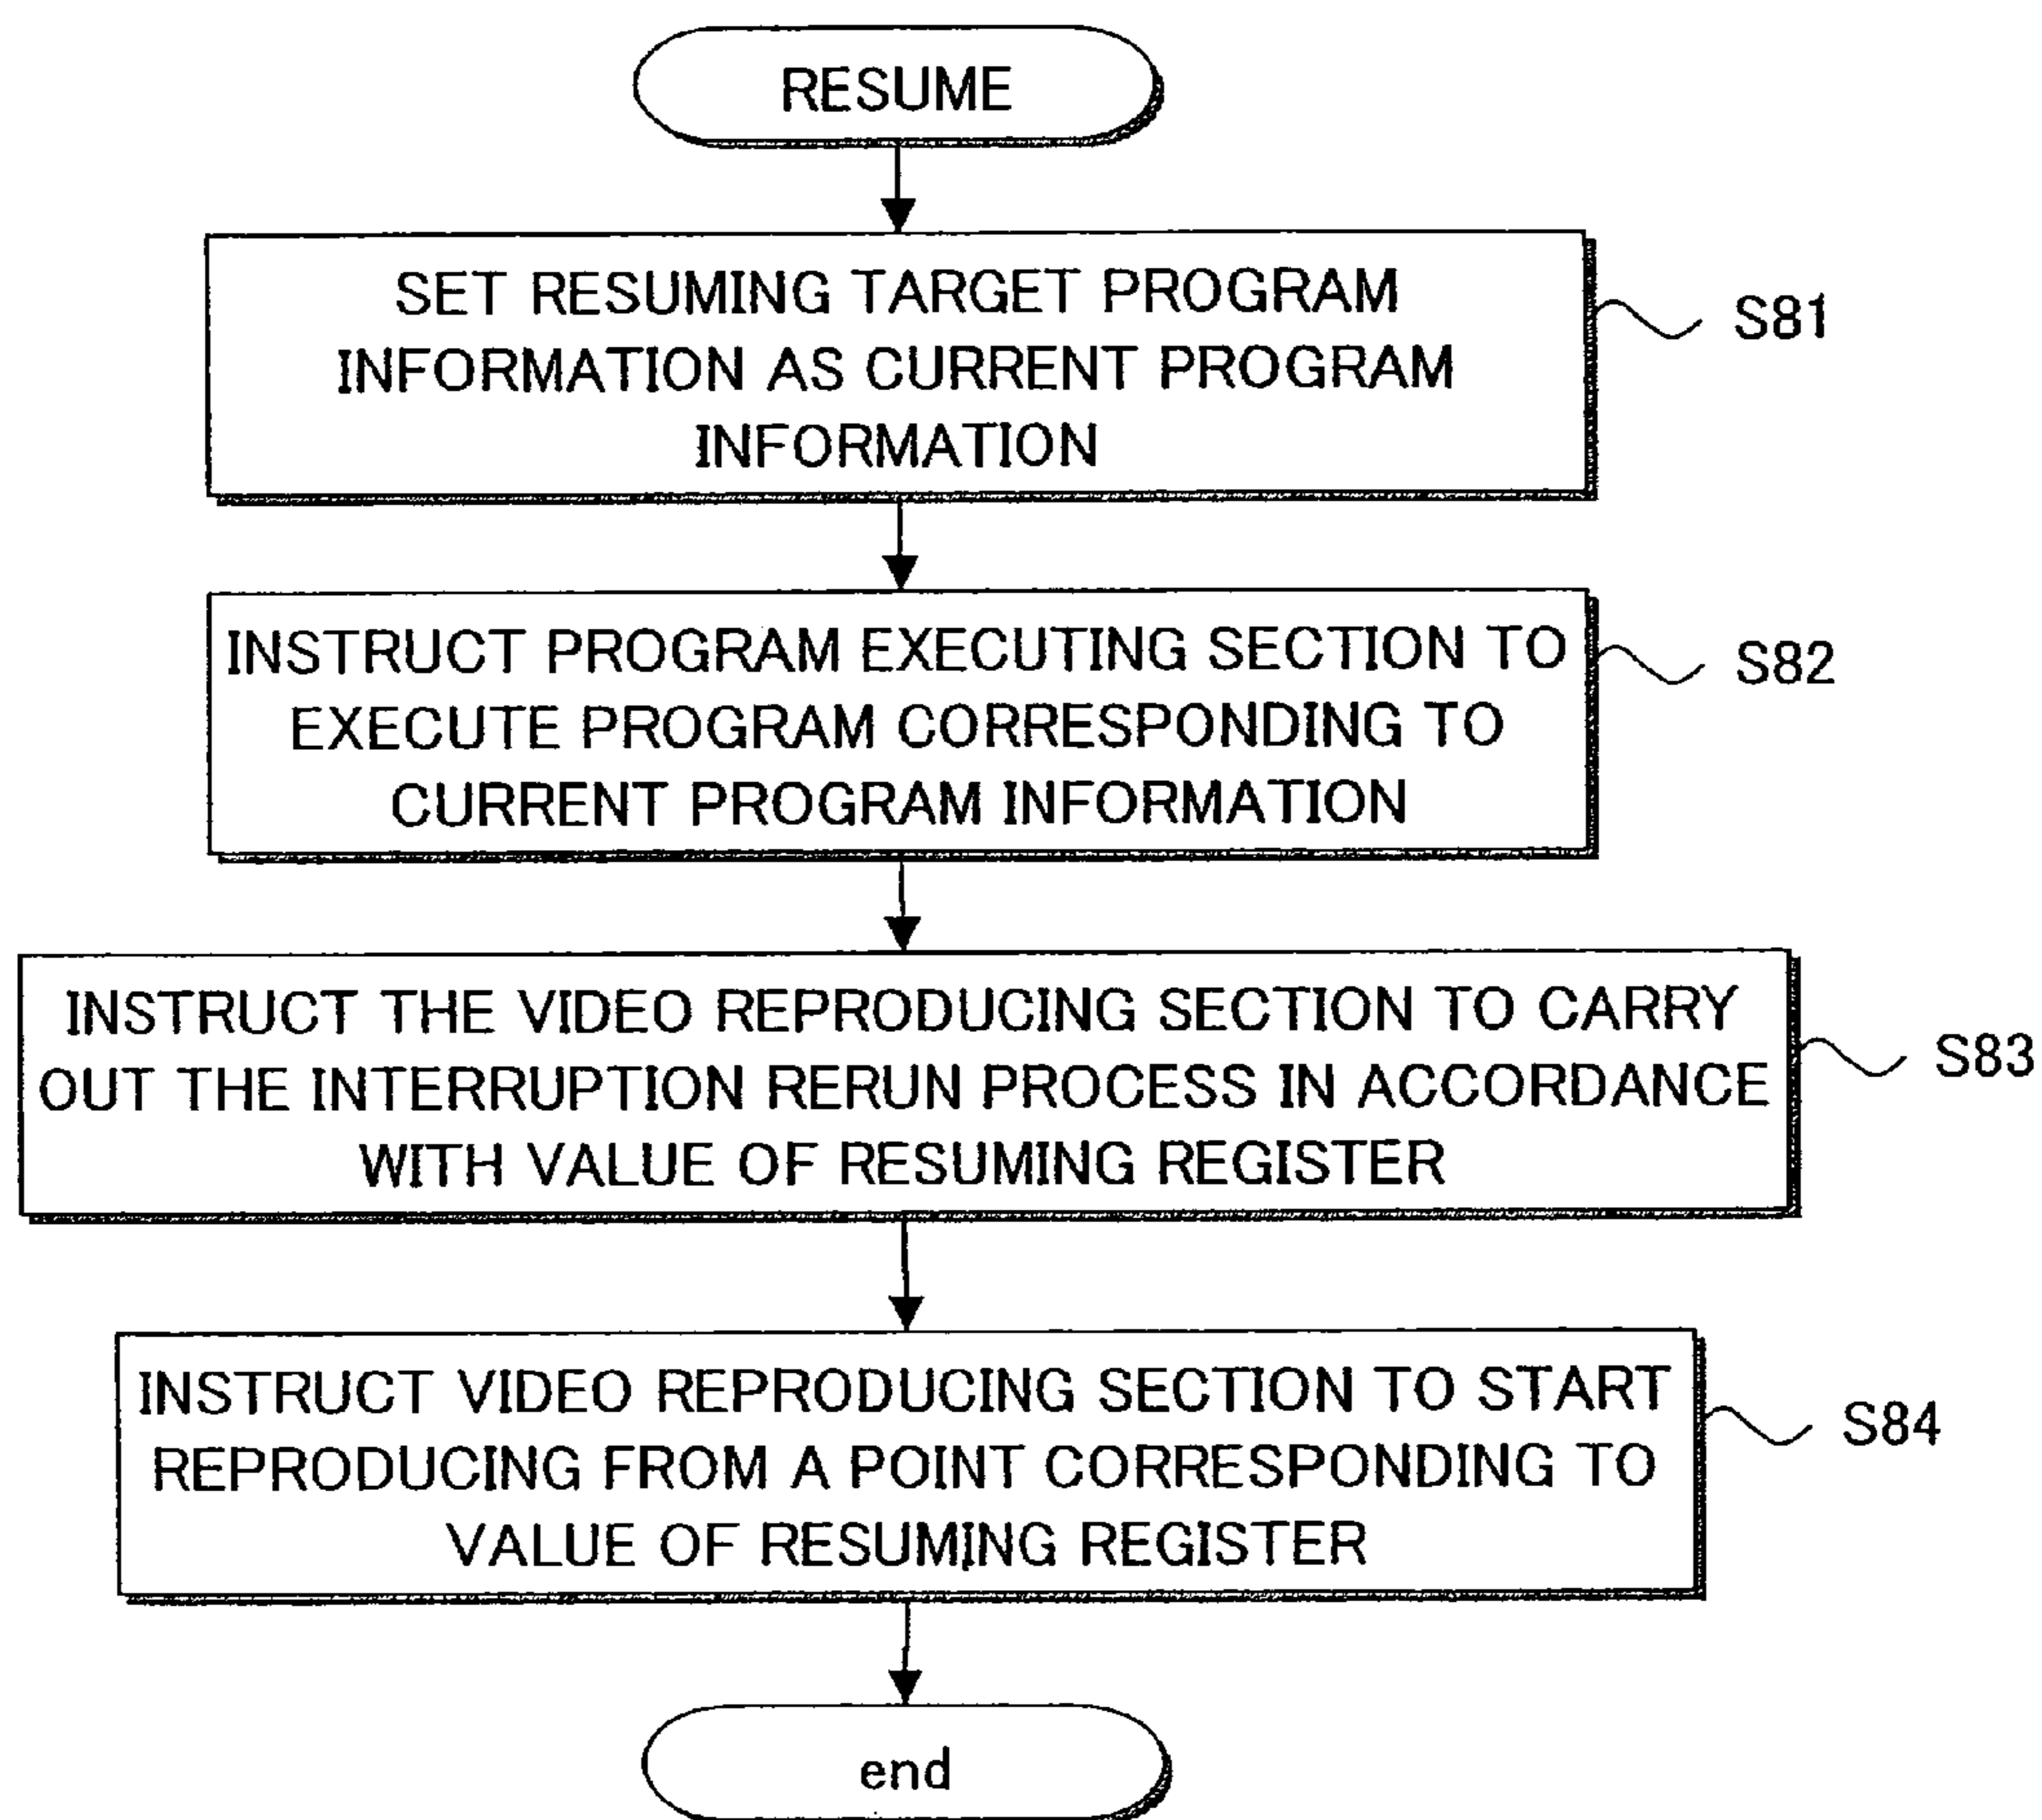 RESUME
SET RESUMING TARGET PROGRAM
INFORMATION AS CURRENT PROGRAM
INFORMATION
S81
INSTRUCT PROGRAM EXECUTING SECTION TO
EXECUTE PROGRAM CORRESPONDING TO
CURRENT PROGRAM INFORMATION
S82
INSTRUCT THE VIDEO REPRODUCING SECTION TO CARRY
OUT THE INTERRUPTION RERUN PROCESS IN ACCORDANCE
WITH VALUE OF RESUMING REGISTER
S83
INSTRUCT VIDEO REPRODUCING SECTION TO START
REPRODUCING FROM A POINT CORRESPONDING TO
VALUE OF RESUMING REGISTER
S84
end